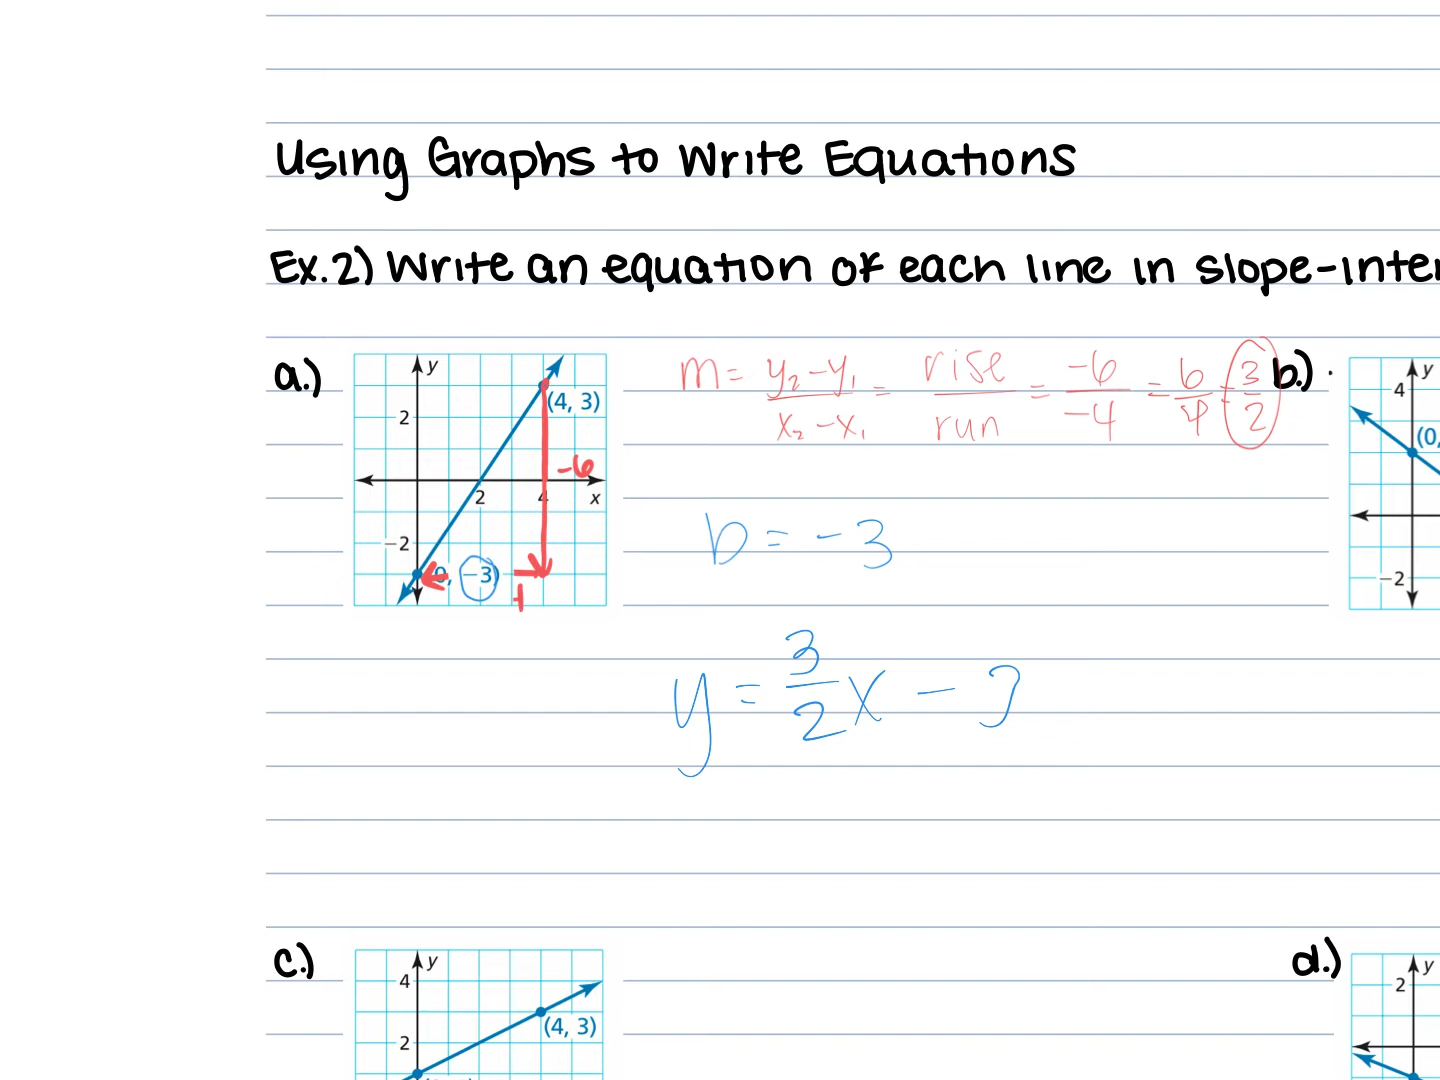 Using Graphs to Write Equations
Ex.2) Write an equation of each line in slope-inter
a.)
y
(4, 3)
2
-6
2
4
x
−2
0, −3)
m = y₂-y₁/x₂-x₁ = rise/run = -6/-4 = 6/4 = 3/2
b = -3
y = 3/2 x - 3
b.)
y
4
(0,
−2
c.)
y
4
(4, 3)
2
d.)
y
2